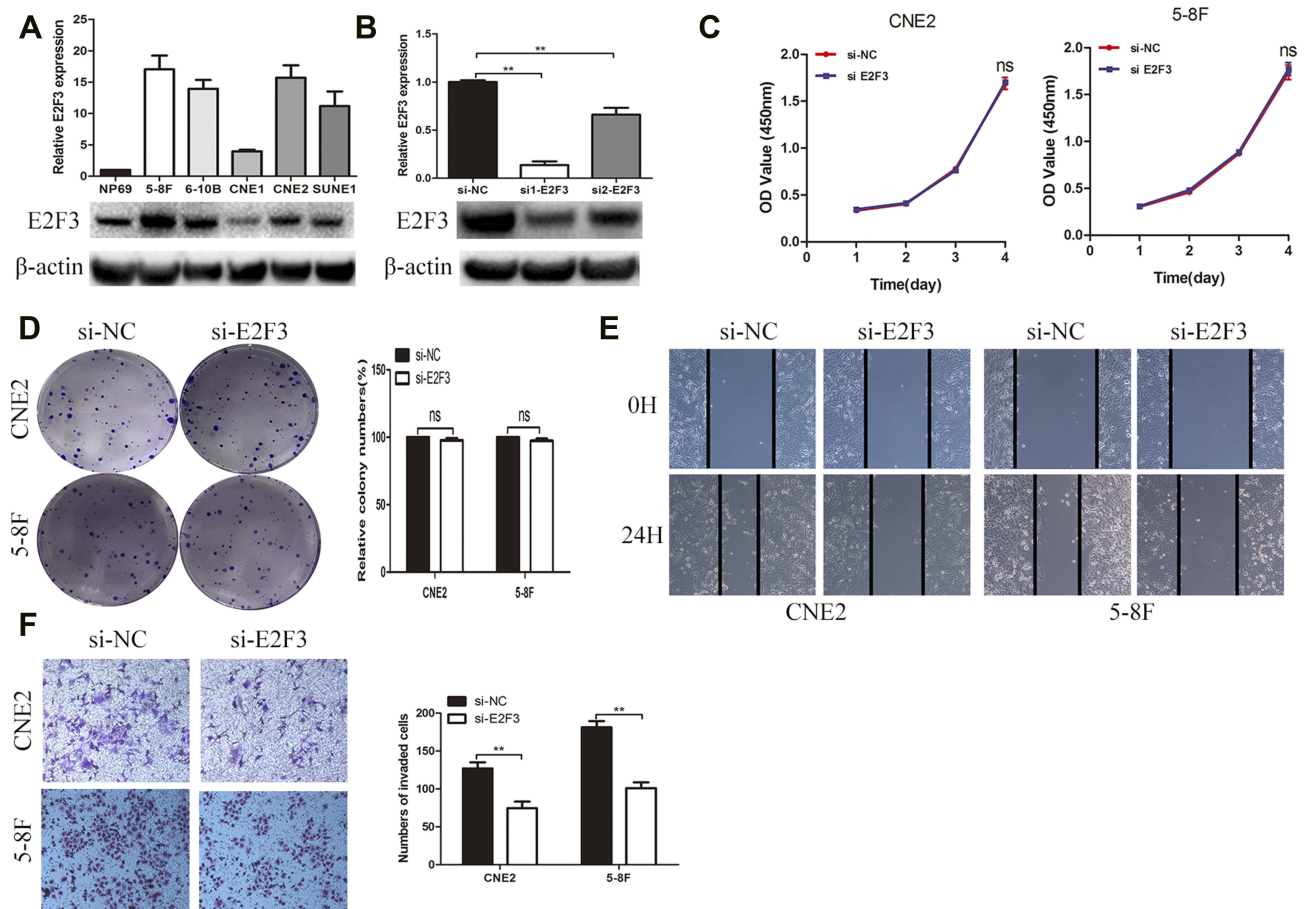 A
Relative E2F3 expression
25
20
15
10
5
0
NP69 5-8F 6-10B CNE1 CNE2 SUNE1
E2F3
β-actin
B
Relative E2F3 expression
1.5
1.0
0.5
0.0
**
**
si-NC si1-E2F3 si2-E2F3
E2F3
β-actin
C
CNE2
OD Value (450nm)
2.0
1.5
1.0
0.5
0.0
si-NC
si E2F3
ns
0 1 2 3 4
Time(day)
5-8F
OD Value (450nm)
2.0
1.5
1.0
0.5
0.0
si-NC
si E2F3
ns
0 1 2 3 4
Time(day)
D
si-NC si-E2F3
CNE2
5-8F
Relative colony numbers(%)
150
100
50
0
si-NC
si-E2F3
ns ns
CNE2 5-8F
E
si-NC si-E2F3 si-NC si-E2F3
0H
24H
CNE2 5-8F
F
si-NC si-E2F3
CNE2
5-8F
Numbers of invaded cells
200
150
100
50
0
si-NC
si-E2F3
**
**
CNE2 5-8F